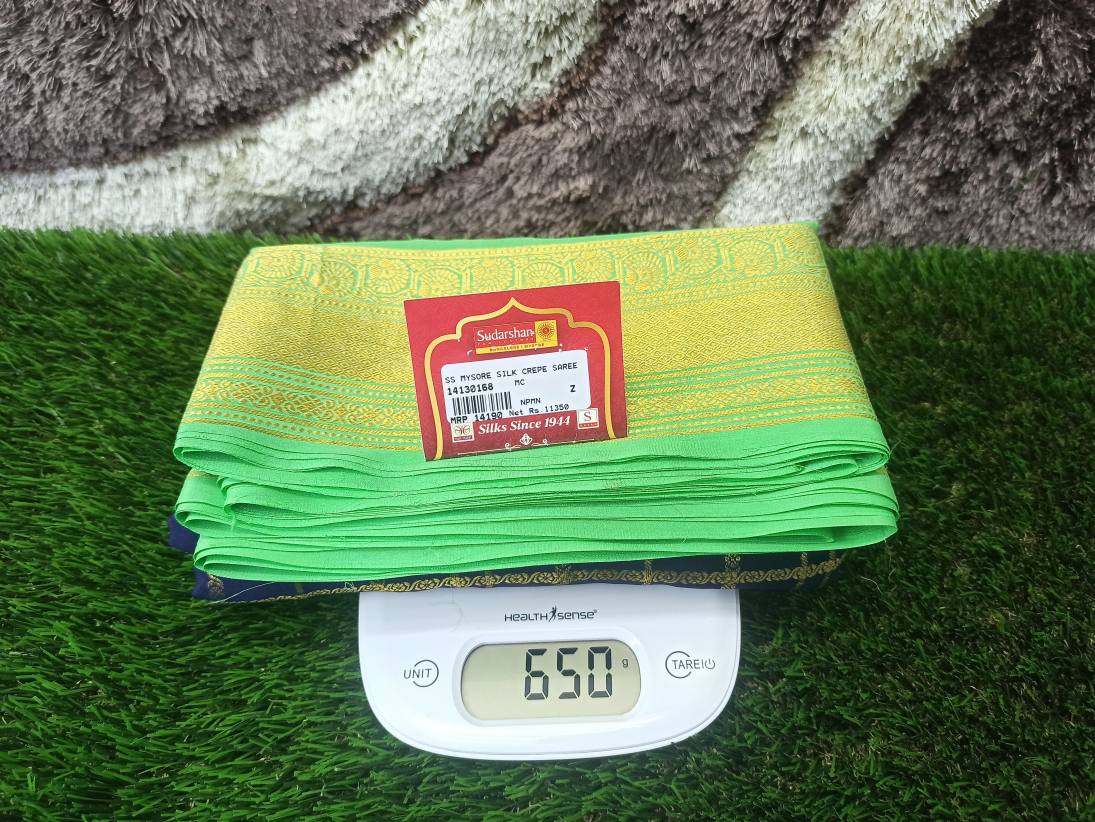 Sudarshan
SS MYSORE SILK CREPE SAREE
14130168 MC
Z
NPMN
MRP 14190 Net Rs.11350
Silks Since 1944
S
HEALTH sense®
UNIT
650 g
TARE